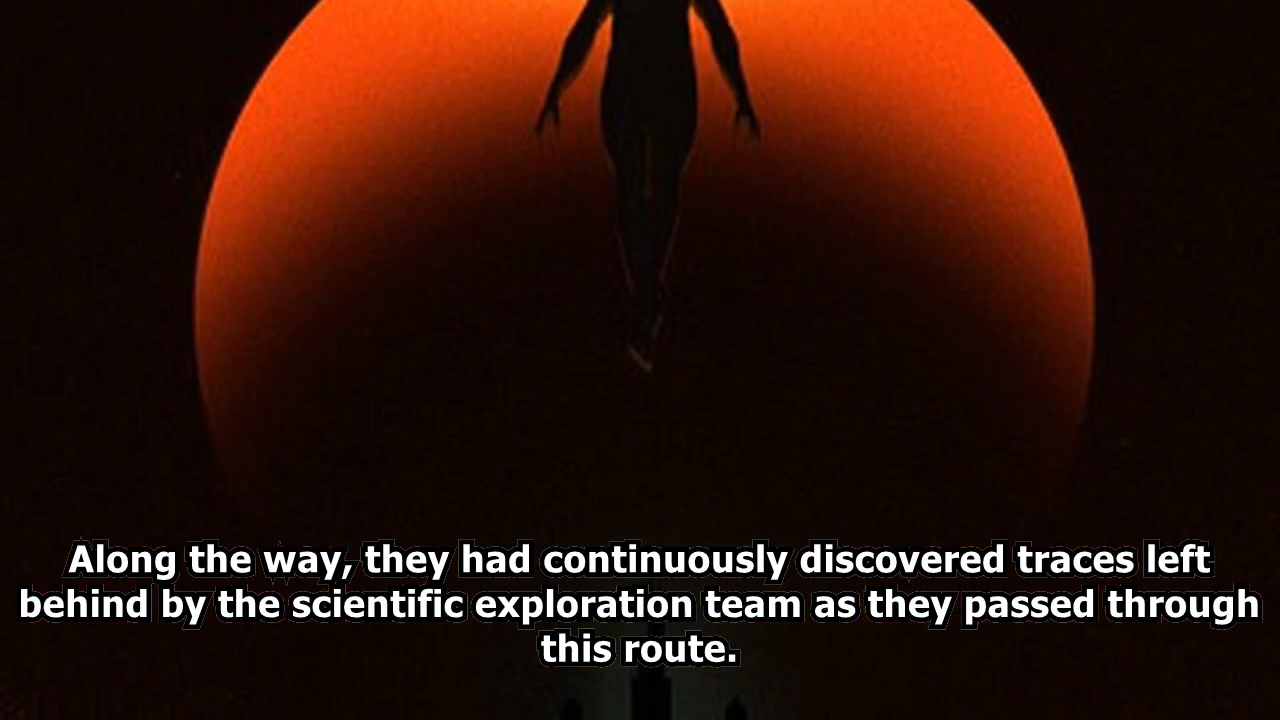 Along the way, they had continuously discovered traces left
behind by the scientific exploration team as they passed through
this route.